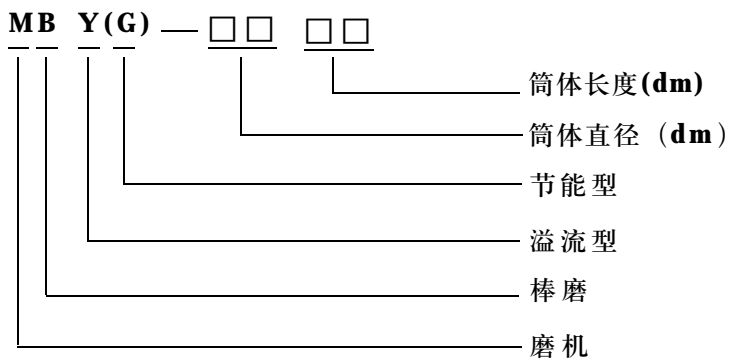 MB Y(G) — □□ □□
筒体长度(dm)
筒体直径（dm）
节能型
溢流型
棒磨
磨机